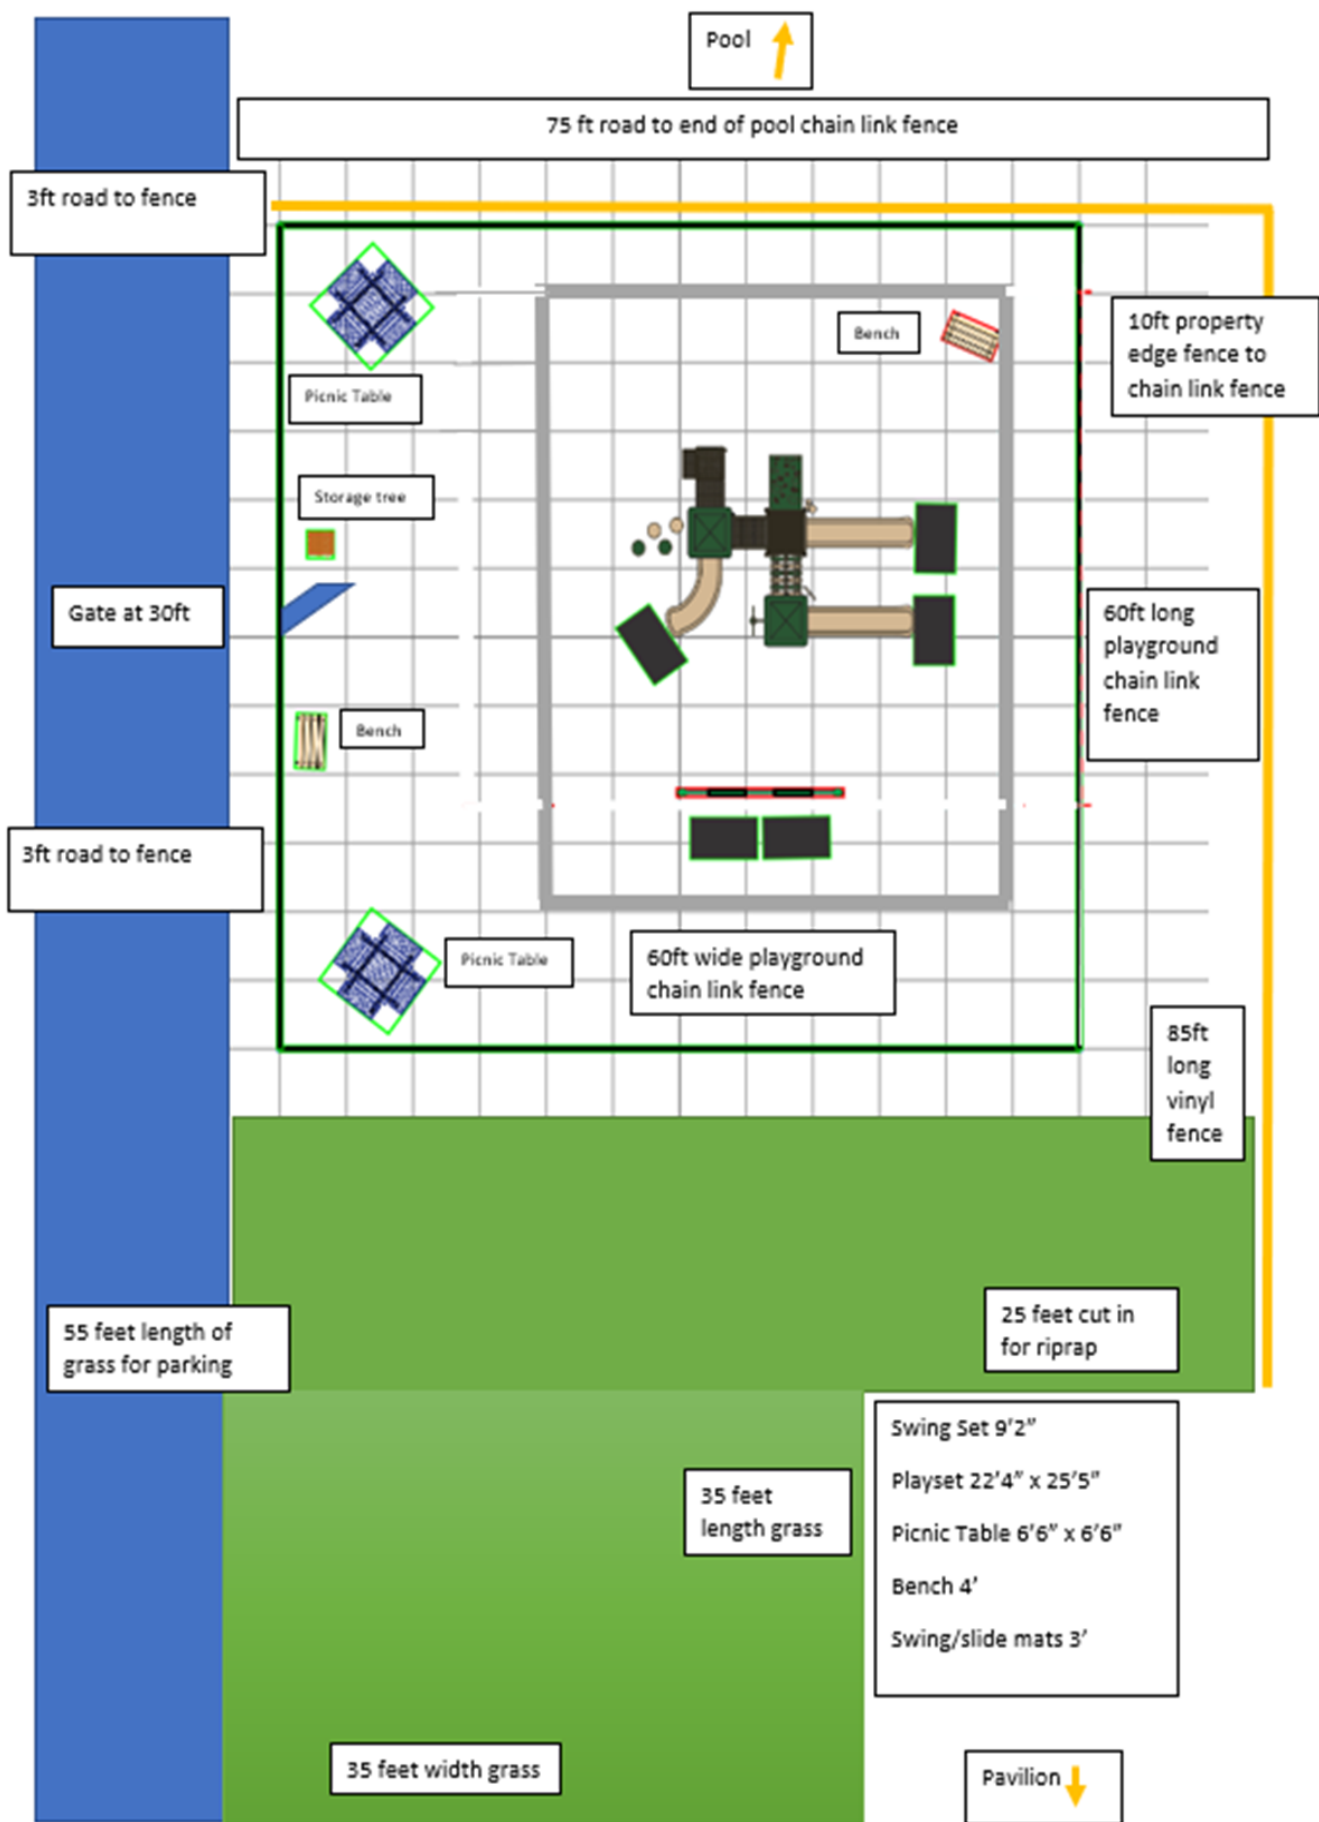 Pool
75 ft road to end of pool chain link fence
3ft road to fence
Bench
10ft property
edge fence to
chain link fence
Picnic Table
Storage tree
Gate at 30ft
60ft long
playground
chain link
fence
Bench
3ft road to fence
Picnic Table
60ft wide playground
chain link fence
85ft
long
vinyl
fence
55 feet length of
grass for parking
25 feet cut in
for riprap
Swing Set 9’2”
Playset 22’4” x 25’5”
Picnic Table 6’6” x 6’6”
Bench 4’
Swing/slide mats 3’
35 feet
length grass
35 feet width grass
Pavilion